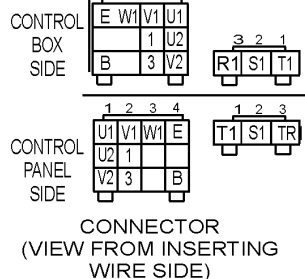 CONTROL BOX SIDE
E W1 V1 U1
1 U2
B 3 V2
3 2 1
R1 S1 T1
CONTROL PANEL SIDE
1 2 3 4
U1 V1 W1 E
U2 1
V2 3 B
1 2 3
T1 S1 TR
CONNECTOR
(VIEW FROM INSERTING
WIRE SIDE)